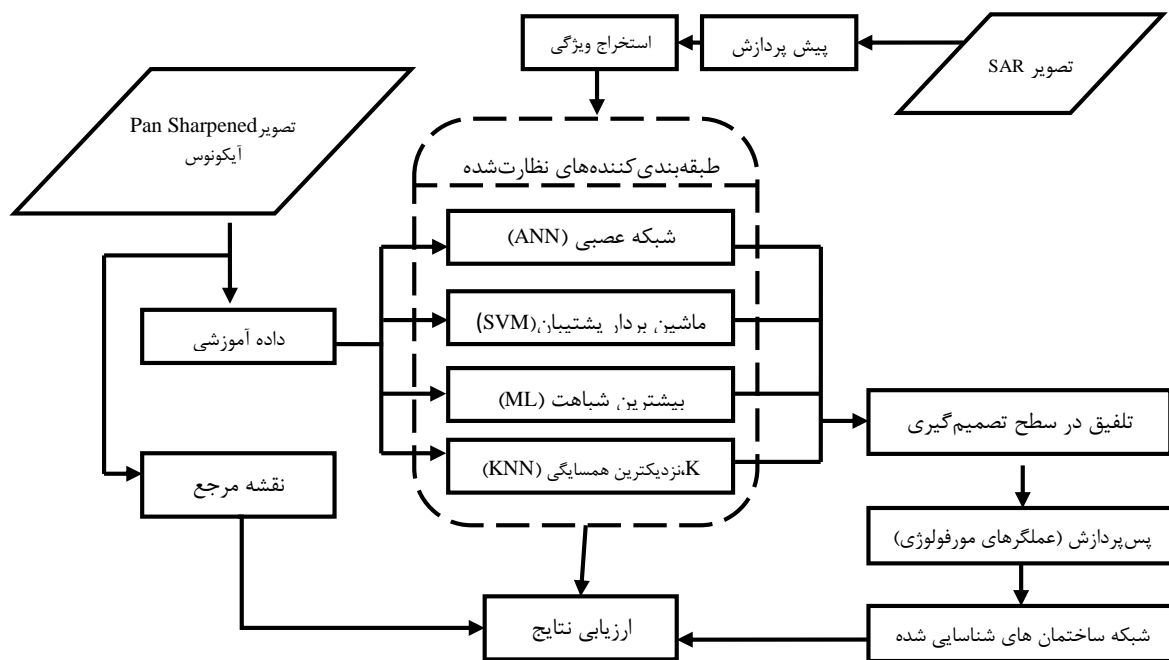 تصویر SAR
پیش پردازش
استخراج ویژگی
تصویر Pan Sharpened
آیکونوس
طبقه‌بندی‌کننده‌های نظارت‌شده
شبکه عصبی (ANN)
ماشین بردار پشتیبان(SVM)
بیشترین شباهت (ML)
K،نزدیکترین همسایگی (KNN)
داده آموزشی
نقشه مرجع
تلفیق در سطح تصمیم‌گیری
پس‌پردازش (عملگرهای مورفولوژی)
شبکه ساختمان های شناسایی شده
ارزیابی نتایج